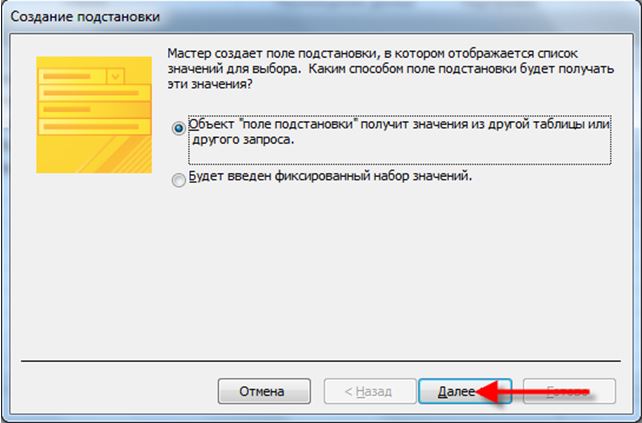 Создание подстановки
Мастер создает поле подстановки, в котором отображается список
значений для выбора. Каким способом поле подстановки будет получать
эти значения?
Объект "поле подстановки" получит значения из другой таблицы или
другого запроса.
Будет введен фиксированный набор значений.
Отмена
< Назад
Далее
Готово